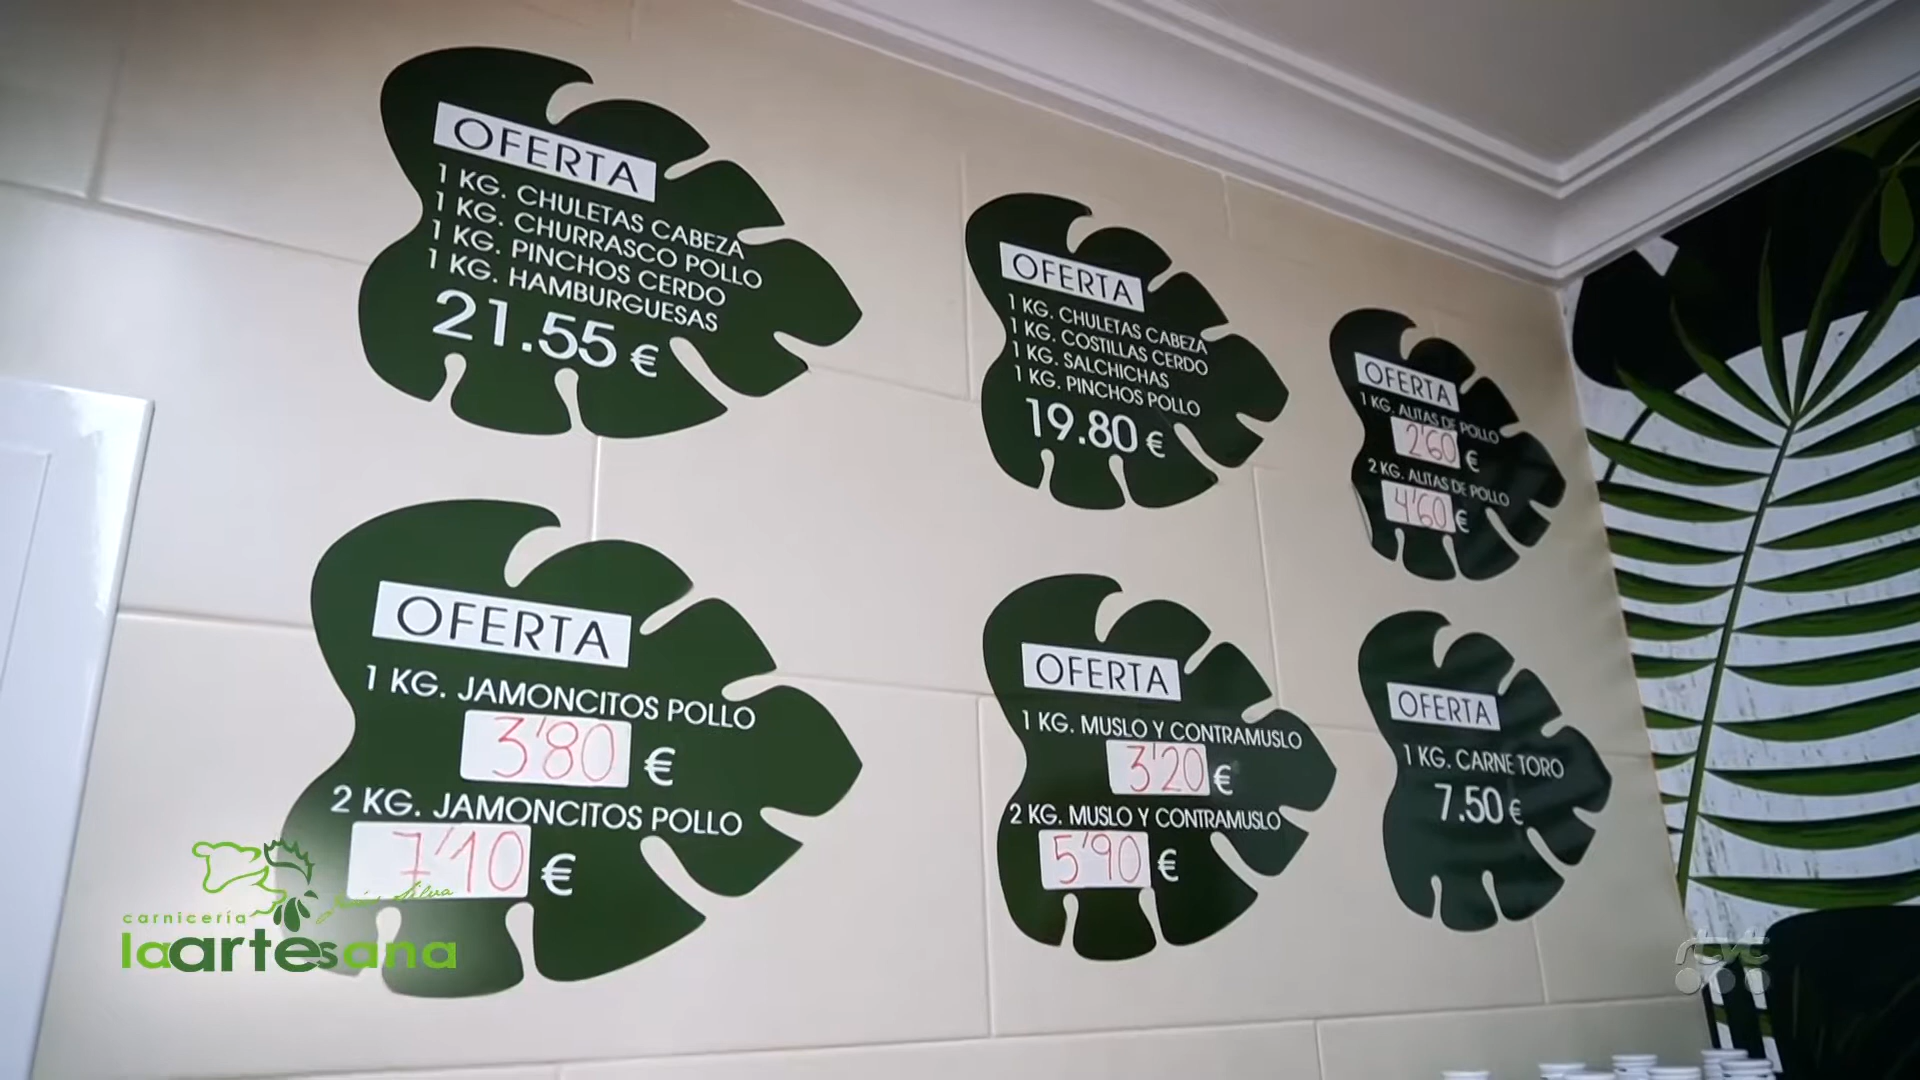 OFERTA
1 KG. CHULETAS CABEZA
1 KG. CHURRASCO POLLO
1 KG. PINCHOS CERDO
1 KG. HAMBURGUESAS
21.55 €
OFERTA
1 KG. CHULETAS CABEZA
1 KG. COSTILLAS CERDO
1 KG. SALCHICHAS
1 KG. PINCHOS POLLO
19.80 €
OFERTA
1 KG. ALITAS DE POLLO
2'60 €
2 KG. ALITAS DE POLLO
4'60 €
OFERTA
1 KG. JAMONCITOS POLLO
3'80 €
2 KG. JAMONCITOS POLLO
7'10 €
OFERTA
1 KG. MUSLO Y CONTRAMUSLO
3'20 €
2 KG. MUSLO Y CONTRAMUSLO
5'90 €
OFERTA
1 KG. CARNE TORO
7.50 €
Silva
carnicería
laartesana
rtvt